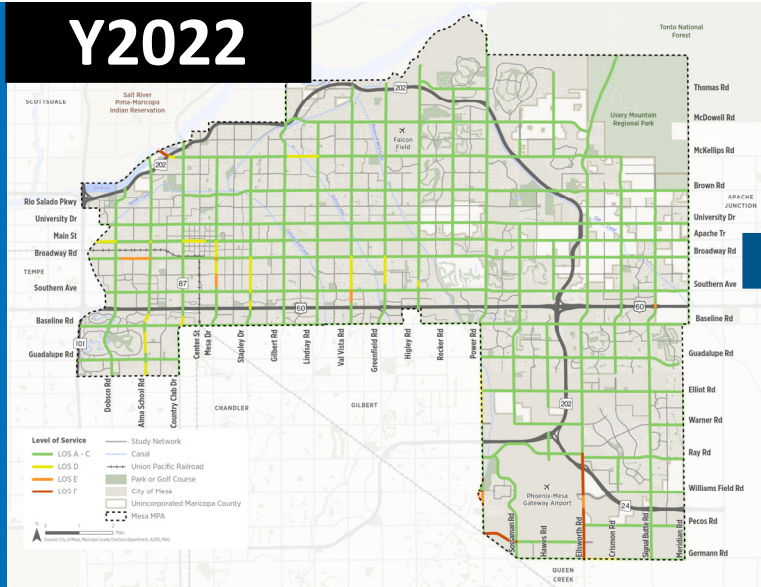 Y2022
Tonto National
Forest
Thomas Rd
SCOTTSDALE
Salt River
Pima-Maricopa
Indian Reservation
202
Falcon
Field
Usery Mountain
Regional Park
McDowell Rd
McKellips Rd
202
Brown Rd
APACHE
JUNCTION
Rio Salado Pkwy
University Dr
Main St
Broadway Rd
TEMPE
Southern Ave
Baseline Rd
Guadalupe Rd
University Dr
Apache Tr
Broadway Rd
Southern Ave
Baseline Rd
87
60
60
101
Dobson Rd
Alma School Rd
Country Club Dr
Center St
Mesa Dr
Stapley Dr
Gilbert Rd
Lindsay Rd
Val Vista Rd
Greenfield Rd
Higley Rd
Recker Rd
Power Rd
Guadalupe Rd
Elliot Rd
Warner Rd
Ray Rd
Williams Field Rd
Pecos Rd
Germann Rd
CHANDLER
GILBERT
202
24
Phoenix-Mesa
Gateway Airport
Sossaman Rd
Hawes Rd
Ellsworth Rd
Crismon Rd
Signal Butte Rd
Meridian Rd
QUEEN
CREEK
Level of Service
LOS A - C
LOS D
LOS E
LOS F
Study Network
Canal
Union Pacific Railroad
Park or Golf Course
City of Mesa
Unincorporated Maricopa County
Mesa MPA
N
0 1 Miles